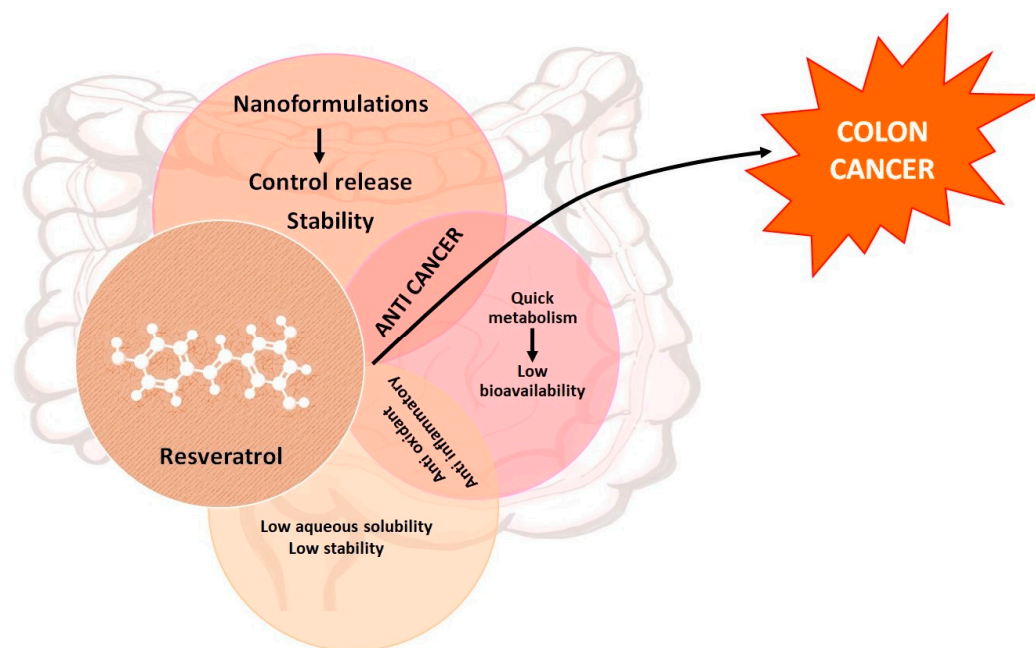 Nanoformulations
Control release
Stability
COLON
CANCER
ANTI CANCER
Quick
metabolism
Low
bioavailability
Resveratrol
Anti inflammatory
Anti oxidant
Low aqueous solubility
Low stability